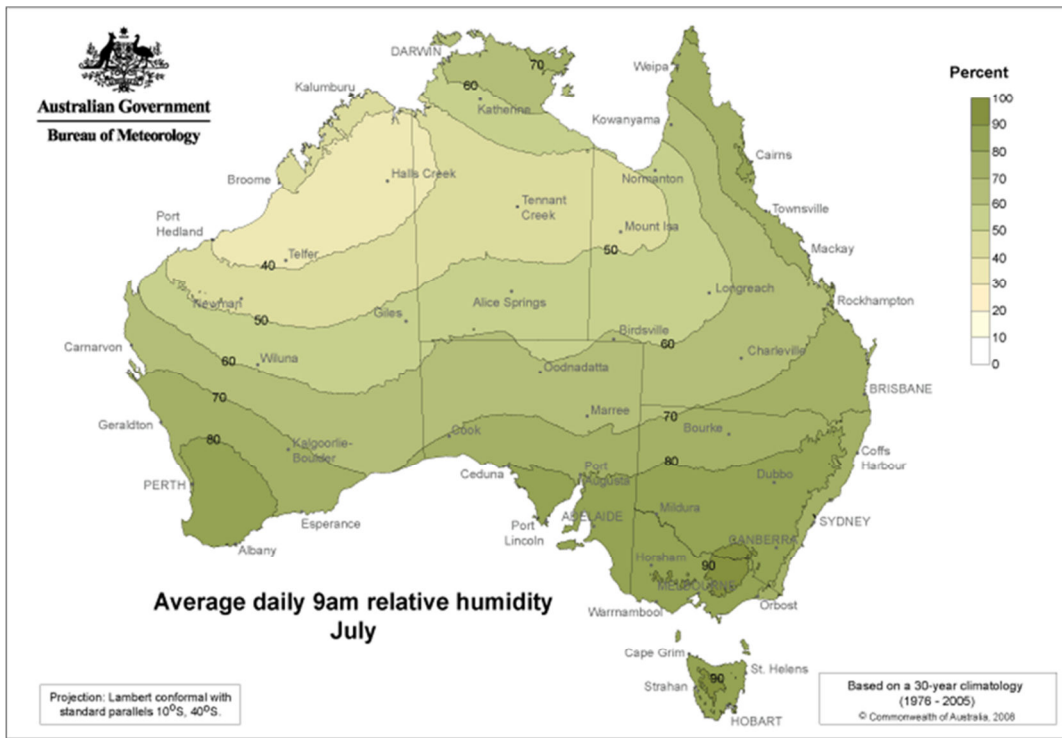 Australian Government
Bureau of Meteorology
Percent
100
90
80
70
60
50
40
30
20
10
0
DARWIN
70
Weipa
Kalumburu
60
Katherine
Kowanyama
Cairns
Broome
Halls Creek
Normanton
Tennant
Creek
Townsville
Port
Hedland
Mount Isa
Mackay
Telfer
40
50
Newman
Alice Springs
Longreach
Rockhampton
50
Giles
Birdsville
Carnarvon
60
Wiluna
Oodnadatta
60
Charleville
70
BRISBANE
Geraldton
Marree
70
Bourke
80
Kalgoorlie-
Boulder
Cook
Coffs
Harbour
PERTH
Ceduna
Port
Augusta
80
Dubbo
Esperance
Port
Lincoln
ADELAIDE
Mildura
SYDNEY
Albany
CANBERRA
Horsham
90
MELBOURNE
Orbost
Warrnambool
Average daily 9am relative humidity
July
Cape Grim
St. Helens
Strahan
90
HOBART
Projection: Lambert conformal with
standard parallels 10°S, 40°S.
Based on a 30-year climatology
(1976 - 2005)
© Commonwealth of Australia, 2008